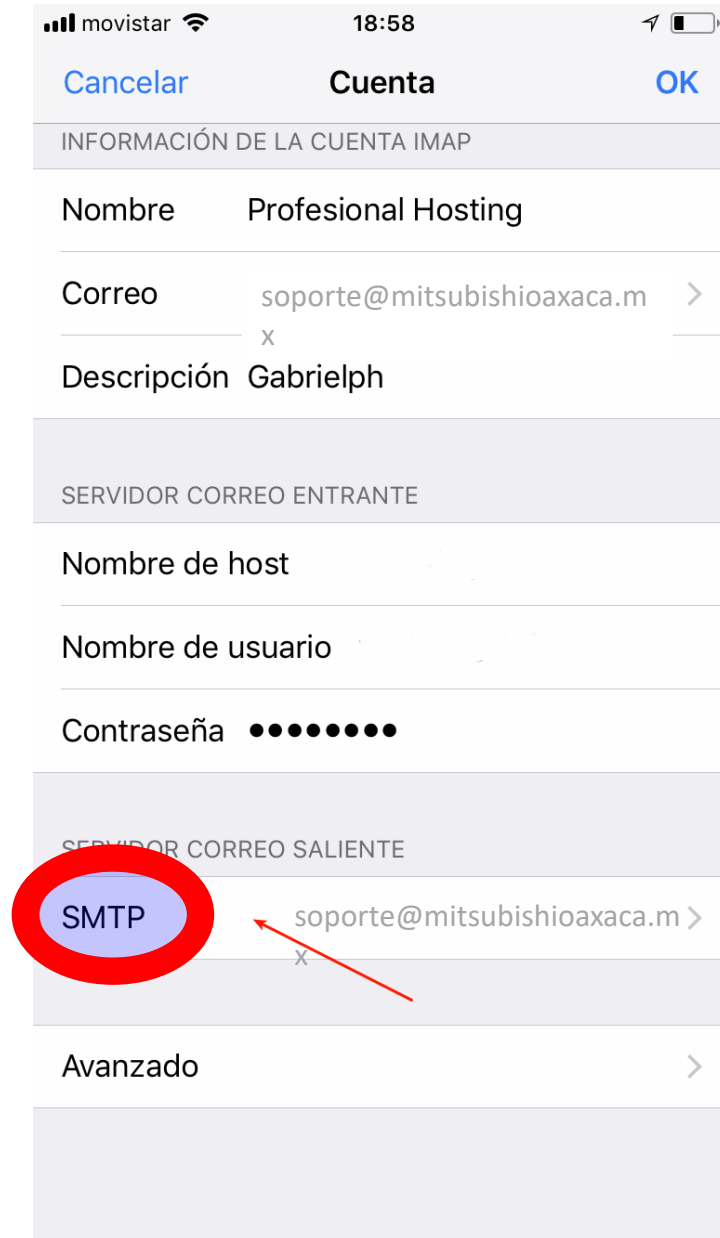 movistar 18:58
Cancelar Cuenta OK
INFORMACIÓN DE LA CUENTA IMAP
Nombre Profesional Hosting
Correo soporte@mitsubishioaxaca.m
x
Descripción Gabrielph
SERVIDOR CORREO ENTRANTE
Nombre de host
Nombre de usuario
Contraseña ●●●●●●●●
SERVIDOR CORREO SALIENTE
SMTP soporte@mitsubishioaxaca.m
x
Avanzado